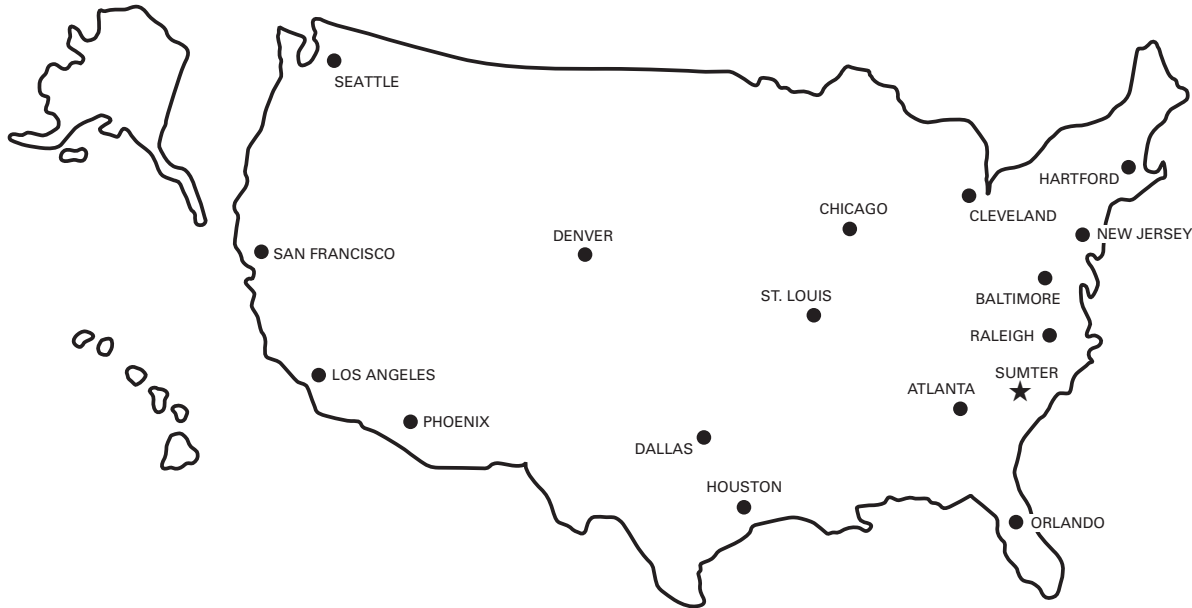 SEATTLE
HARTFORD
CHICAGO
CLEVELAND
NEW JERSEY
DENVER
SAN FRANCISCO
ST. LOUIS
BALTIMORE
RALEIGH
SUMTER
LOS ANGELES
ATLANTA
PHOENIX
DALLAS
HOUSTON
ORLANDO